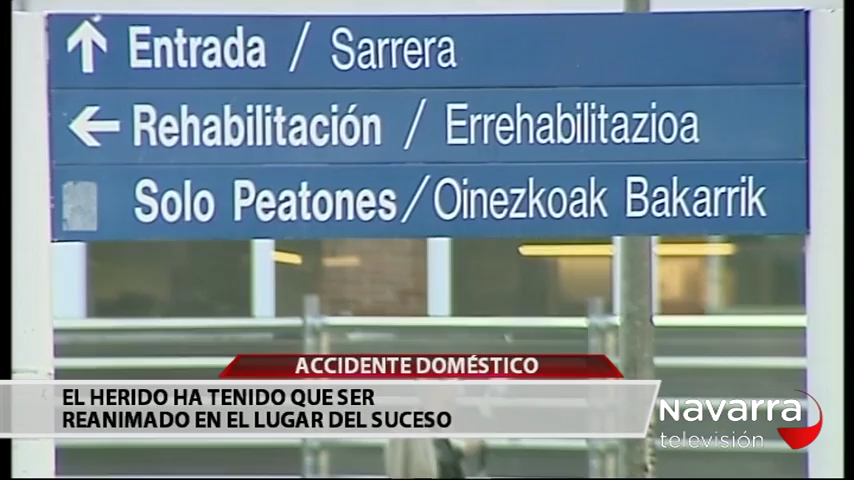 Entrada / Sarrera
Rehabilitación / Errehabilitazioa
Solo Peatones / Oinezkoak Bakarrik
ACCIDENTE DOMÉSTICO
EL HERIDO HA TENIDO QUE SER
REANIMADO EN EL LUGAR DEL SUCESO
Navarra
televisión